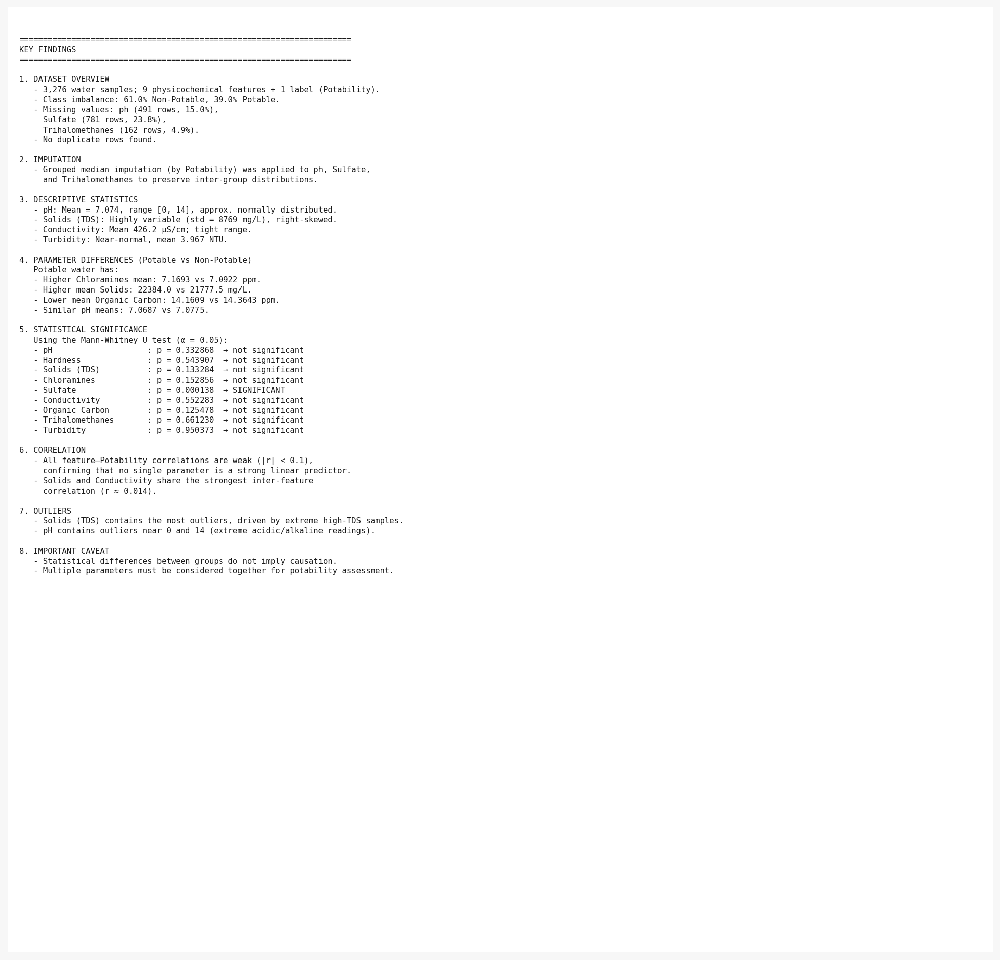 ======================================================================
KEY FINDINGS
======================================================================
1. DATASET OVERVIEW
   - 3,276 water samples; 9 physicochemical features + 1 label (Potability).
   - Class imbalance: 61.0% Non-Potable, 39.0% Potable.
   - Missing values: ph (491 rows, 15.0%),
     Sulfate (781 rows, 23.8%),
     Trihalomethanes (162 rows, 4.9%).
   - No duplicate rows found.
2. IMPUTATION
   - Grouped median imputation (by Potability) was applied to ph, Sulfate,
     and Trihalomethanes to preserve inter-group distributions.
3. DESCRIPTIVE STATISTICS
   - pH: Mean = 7.074, range [0, 14], approx. normally distributed.
   - Solids (TDS): Highly variable (std = 8769 mg/L), right-skewed.
   - Conductivity: Mean 426.2 µS/cm; tight range.
   - Turbidity: Near-normal, mean 3.967 NTU.
4. PARAMETER DIFFERENCES (Potable vs Non-Potable)
   Potable water has:
   - Higher Chloramines mean: 7.1693 vs 7.0922 ppm.
   - Higher mean Solids: 22384.0 vs 21777.5 mg/L.
   - Lower mean Organic Carbon: 14.1609 vs 14.3643 ppm.
   - Similar pH means: 7.0687 vs 7.0775.
5. STATISTICAL SIGNIFICANCE
   Using the Mann-Whitney U test (α = 0.05):
   - pH                    : p = 0.332868  → not significant
   - Hardness              : p = 0.543907  → not significant
   - Solids (TDS)          : p = 0.133284  → not significant
   - Chloramines           : p = 0.152856  → not significant
   - Sulfate               : p = 0.000138  → SIGNIFICANT
   - Conductivity          : p = 0.552283  → not significant
   - Organic Carbon        : p = 0.125478  → not significant
   - Trihalomethanes       : p = 0.661230  → not significant
   - Turbidity             : p = 0.950373  → not significant
6. CORRELATION
   - All feature–Potability correlations are weak (|r| < 0.1),
     confirming that no single parameter is a strong linear predictor.
   - Solids and Conductivity share the strongest inter-feature
     correlation (r ≈ 0.014).
7. OUTLIERS
   - Solids (TDS) contains the most outliers, driven by extreme high-TDS samples.
   - pH contains outliers near 0 and 14 (extreme acidic/alkaline readings).
8. IMPORTANT CAVEAT
   - Statistical differences between groups do not imply causation.
   - Multiple parameters must be considered together for potability assessment.